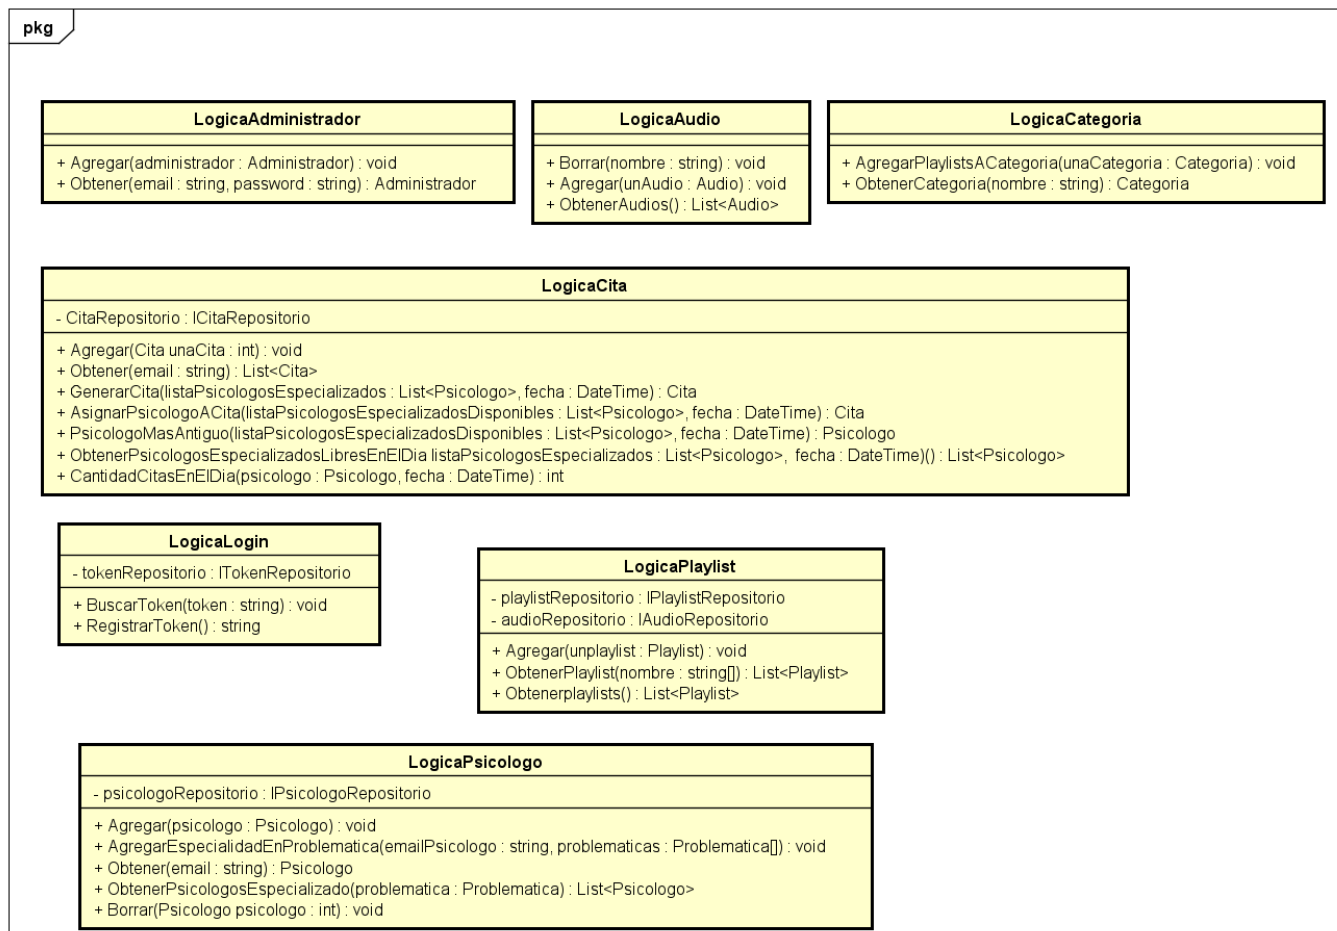 pkg
LogicaAdministrador
+ Agregar(administrador : Administrador) : void
+ Obtener(email : string, password : string) : Administrador
LogicaAudio
+ Borrar(nombre : string) : void
+ Agregar(unAudio : Audio) : void
+ ObtenerAudios() : List<Audio>
LogicaCategoria
+ AgregarPlaylistsACategoria(unaCategoria : Categoria) : void
+ ObtenerCategoria(nombre : string) : Categoria
LogicaCita
- CitaRepositorio : ICitaRepositorio
+ Agregar(Cita unaCita : int) : void
+ Obtener(email : string) : List<Cita>
+ GenerarCita(listaPsicologosEspecializados : List<Psicologo>, fecha : DateTime) : Cita
+ AsignarPsicologoACita(listaPsicologosEspecializadosDisponibles : List<Psicologo>, fecha : DateTime) : Cita
+ PsicologoMasAntiguo(listaPsicologosEspecializadosDisponibles : List<Psicologo>, fecha : DateTime) : Psicologo
+ ObtenerPsicologosEspecializadosLibresEnElDia listaPsicologosEspecializados : List<Psicologo>, fecha : DateTime)() : List<Psicologo>
+ CantidadCitasEnElDia(psicologo : Psicologo, fecha : DateTime) : int
LogicaLogin
- tokenRepositorio : ITokenRepositorio
+ BuscarToken(token : string) : void
+ RegistrarToken() : string
LogicaPlaylist
- playlistRepositorio : IPlaylistRepositorio
- audioRepositorio : IAudioRepositorio
+ Agregar(unplaylist : Playlist) : void
+ ObtenerPlaylist(nombre : string[]) : List<Playlist>
+ Obtenerplaylists() : List<Playlist>
LogicaPsicologo
- psicologoRepositorio : IPsicologoRepositorio
+ Agregar(psicologo : Psicologo) : void
+ AgregarEspecialidadEnProblematica(emailPsicologo : string, problematicas : Problematica[]) : void
+ Obtener(email : string) : Psicologo
+ ObtenerPsicologosEspecializado(problematica : Problematica) : List<Psicologo>
+ Borrar(Psicologo psicologo : int) : void